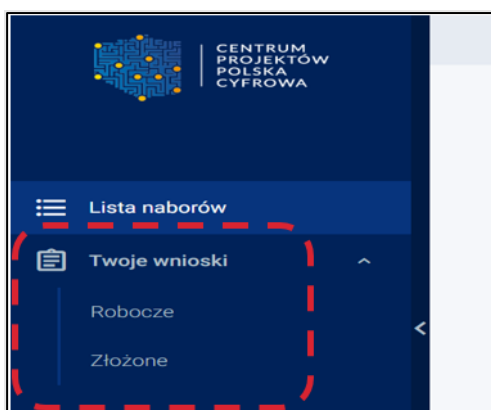 CENTRUM
PROJEKTÓW
POLSKA
CYFROWA
Lista naborów
Twoje wnioski
Robocze
Złożone